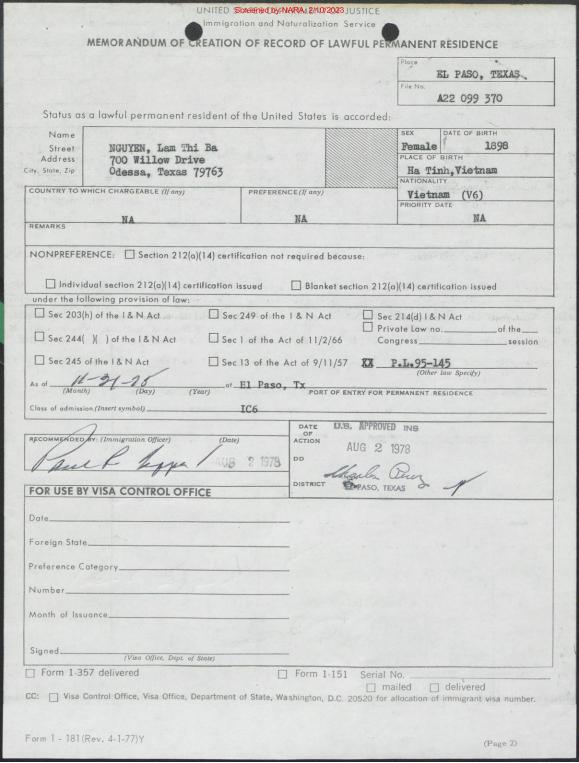 UNITED STATES DEPARTMENT OF JUSTICE
Scanned by NARA, 2/10/2023
Immigration and Naturalization Service
MEMORANDUM OF CREATION OF RECORD OF LAWFUL PERMANENT RESIDENCE
Place
EL PASO, TEXAS
File No.
A22 099 370
Status as a lawful permanent resident of the United States is accorded:
Name
Street
Address
City, State, Zip
NGUYEN, Lam Thi Ba
700 Willow Drive
Odessa, Texas 79763
SEX
Female
DATE OF BIRTH
1898
PLACE OF BIRTH
Ha Tinh,Vietnam
NATIONALITY
Vietnam (V6)
COUNTRY TO WHICH CHARGEABLE (If any)
NA
PREFERENCE (If any)
NA
PRIORITY DATE
NA
REMARKS
NONPREFERENCE: Section 212(a)(14) certification not required because:
Individual section 212(a)(14) certification issued Blanket section 212(a)(14) certification issued
under the following provision of law:
Sec 203(h) of the I & N Act Sec 249 of the I & N Act Sec 214(d) I & N Act
Private Law no. of the
Sec 244( )( ) of the I & N Act Sec 1 of the Act of 11/2/66 Congress session
Sec 245 of the I & N Act Sec 13 of the Act of 9/11/57 XX P.L.95-145
(Other law Specify)
As of at El Paso, Tx
(Month) (Day) (Year) PORT OF ENTRY FOR PERMANENT RESIDENCE
Class of admission (Insert symbol) IC6
RECOMMENDED BY: (Immigration Officer) (Date)
AUG 2 1978
DATE OF ACTION
U.S. APPROVED INS
AUG 2 1978
DD
DISTRICT
EL PASO, TEXAS
FOR USE BY VISA CONTROL OFFICE
Date
Foreign State
Preference Category
Number
Month of Issuance
Signed
(Visa Office, Dept. of State)
Form 1-357 delivered Form 1-151 Serial No.
mailed delivered
CC: Visa Control Office, Visa Office, Department of State, Washington, D.C. 20520 for allocation of immigrant visa number.
Form 1 - 181 (Rev. 4-1-77)Y
(Page 2)